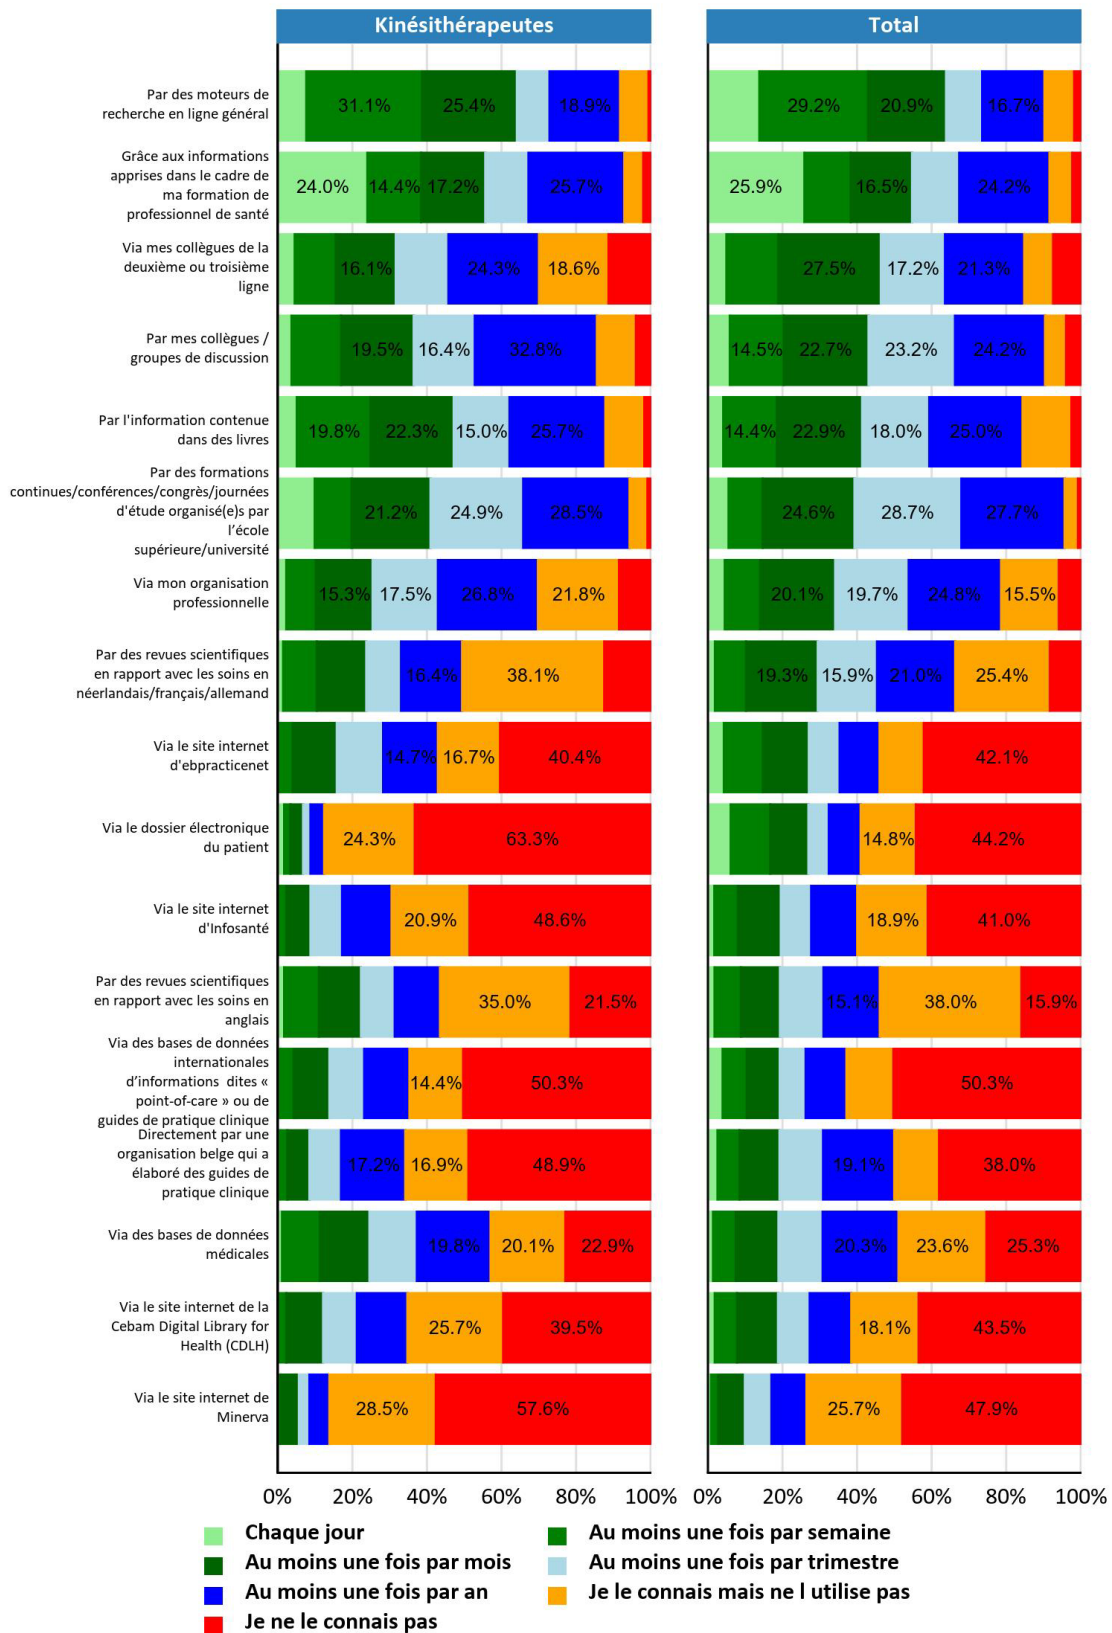 Kinésithérapeutes
Total
Par des moteurs de
recherche en ligne général
31.1% 25.4% 18.9%
29.2% 20.9% 16.7%
Grâce aux informations
apprises dans le cadre de
ma formation de
professionnel de santé
24.0% 14.4% 17.2% 25.7%
25.9% 16.5% 24.2%
Via mes collègues de la
deuxième ou troisième
ligne
16.1% 24.3% 18.6%
27.5% 17.2% 21.3%
Par mes collègues /
groupes de discussion
19.5% 16.4% 32.8%
14.5% 22.7% 23.2% 24.2%
Par l'information contenue
dans des livres
19.8% 22.3% 15.0% 25.7%
14.4% 22.9% 18.0% 25.0%
Par des formations
continues/conférences/congrès/journées
d'étude organisé(e)s par
l’école
supérieure/université
21.2% 24.9% 28.5%
24.6% 28.7% 27.7%
Via mon organisation
professionnelle
15.3% 17.5% 26.8% 21.8%
20.1% 19.7% 24.8% 15.5%
Par des revues scientifiques
en rapport avec les soins en
néerlandais/français/allemand
16.4% 38.1%
19.3% 15.9% 21.0% 25.4%
Via le site internet
d'ebpracticenet
14.7% 16.7% 40.4%
42.1%
Via le dossier électronique
du patient
24.3% 63.3%
14.8% 44.2%
Via le site internet
d'Infosanté
20.9% 48.6%
18.9% 41.0%
Par des revues scientifiques
en rapport avec les soins en
anglais
35.0% 21.5%
15.1% 38.0% 15.9%
Via des bases de données
internationales
d’informations dites «
point-of-care » ou de
guides de pratique clinique
14.4% 50.3%
50.3%
Directement par une
organisation belge qui a
élaboré des guides de
pratique clinique
17.2% 16.9% 48.9%
19.1% 38.0%
Via des bases de données
médicales
19.8% 20.1% 22.9%
20.3% 23.6% 25.3%
Via le site internet de la
Cebam Digital Library for
Health (CDLH)
25.7% 39.5%
18.1% 43.5%
Via le site internet de
Minerva
28.5% 57.6%
25.7% 47.9%
0% 20% 40% 60% 80% 100% 0% 20% 40% 60% 80% 100%
Chaque jour
Au moins une fois par semaine
Au moins une fois par mois
Au moins une fois par trimestre
Au moins une fois par an
Je le connais mais ne l utilise pas
Je ne le connais pas